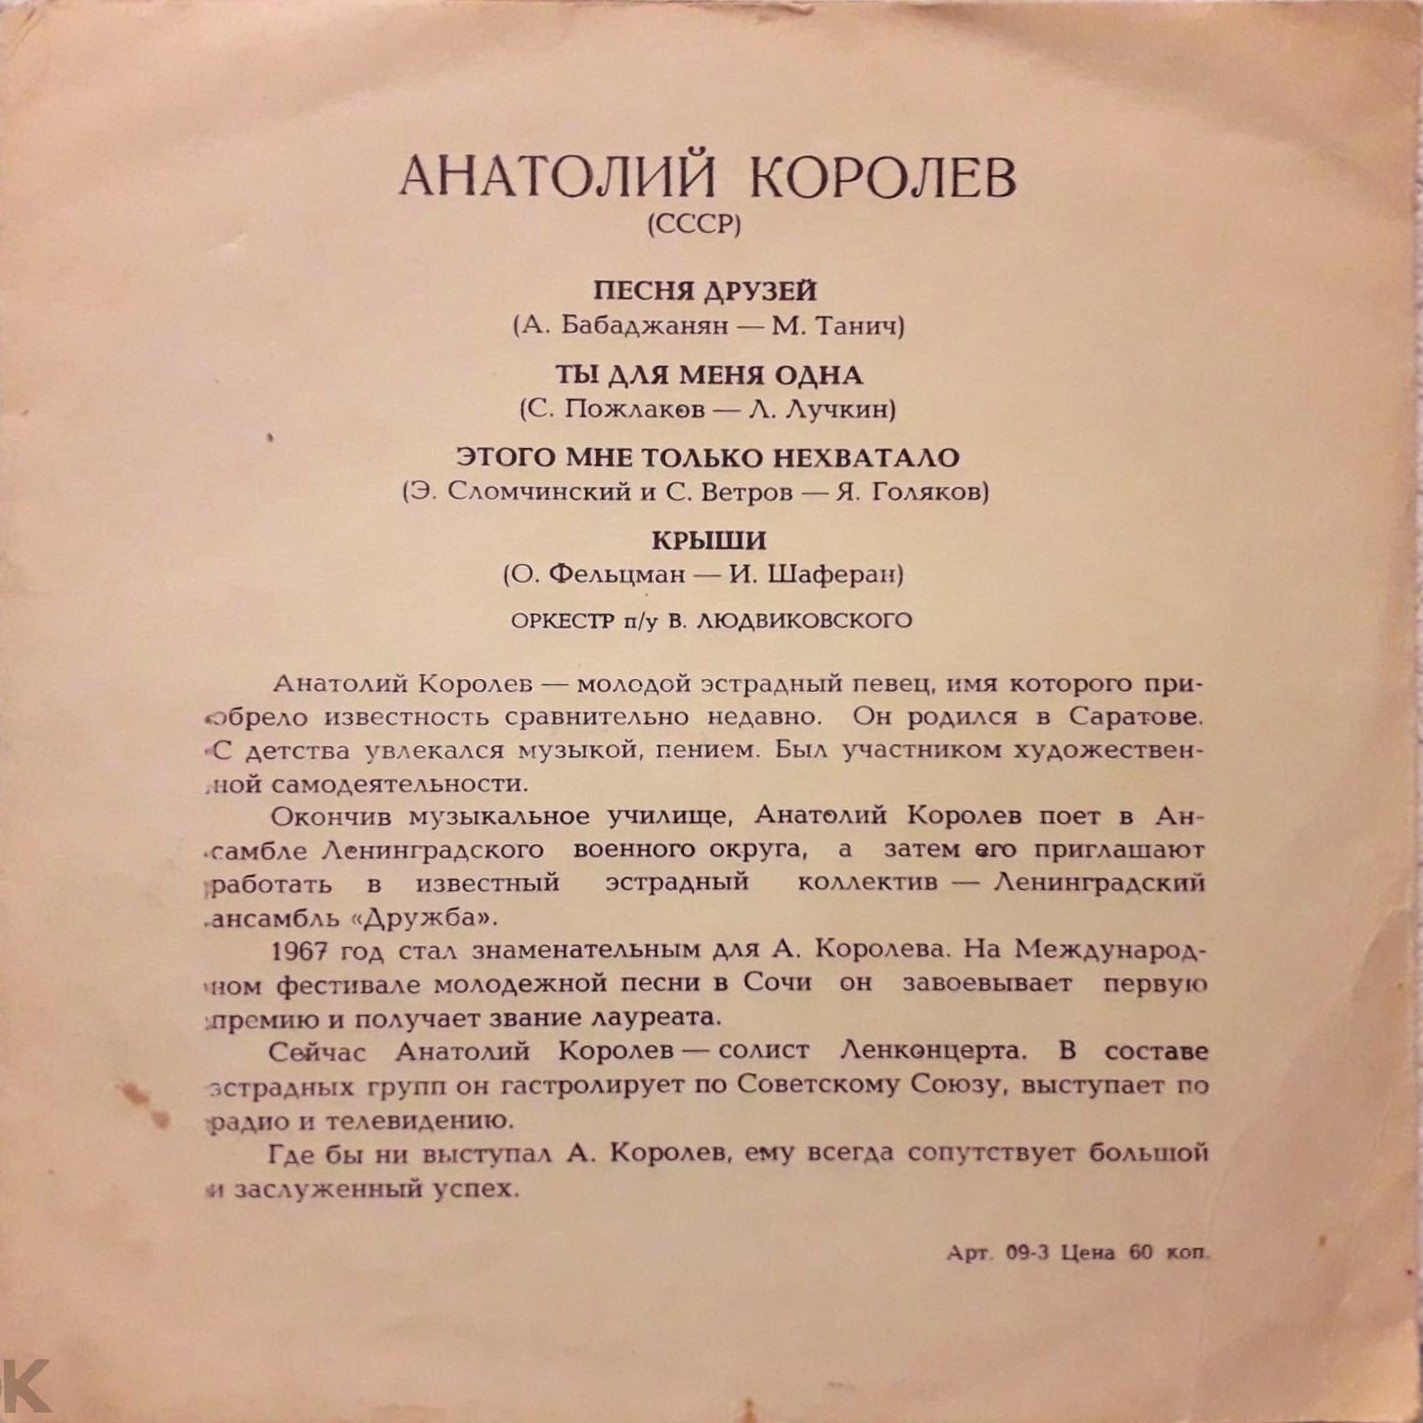 АНАТОЛИЙ КОРОЛЕВ
(СССР)
ПЕСНЯ ДРУЗЕЙ
(А. Бабаджанян — М. Танич)
ТЫ ДЛЯ МЕНЯ ОДНА
(С. Пожлаков — Л. Лучкин)
ЭТОГО МНЕ ТОЛЬКО НЕХВАТАЛО
(Э. Сломчинский и С. Ветров — Я. Голяков)
КРЫШИ
(О. Фельцман — И. Шаферан)
ОРКЕСТР п/у В. ЛЮДВИКОВСКОГО
Анатолий Королев — молодой эстрадный певец, имя которого при-
обрело известность сравнительно недавно. Он родился в Саратове.
С детства увлекался музыкой, пением. Был участником художествен-
ной самодеятельности.
Окончив музыкальное училище, Анатолий Королев поет в Ан-
самбле Ленинградского военного округа, а затем его приглашают
работать в известный эстрадный коллектив — Ленинградский
ансамбль «Дружба».
1967 год стал знаменательным для А. Королева. На Международ-
ном фестивале молодежной песни в Сочи он завоевывает первую
премию и получает звание лауреата.
Сейчас Анатолий Королев — солист Ленконцерта. В составе
эстрадных групп он гастролирует по Советскому Союзу, выступает по
радио и телевидению.
Где бы ни выступал А. Королев, ему всегда сопутствует большой
и заслуженный успех.
Арт. 09-3 Цена 60 коп.